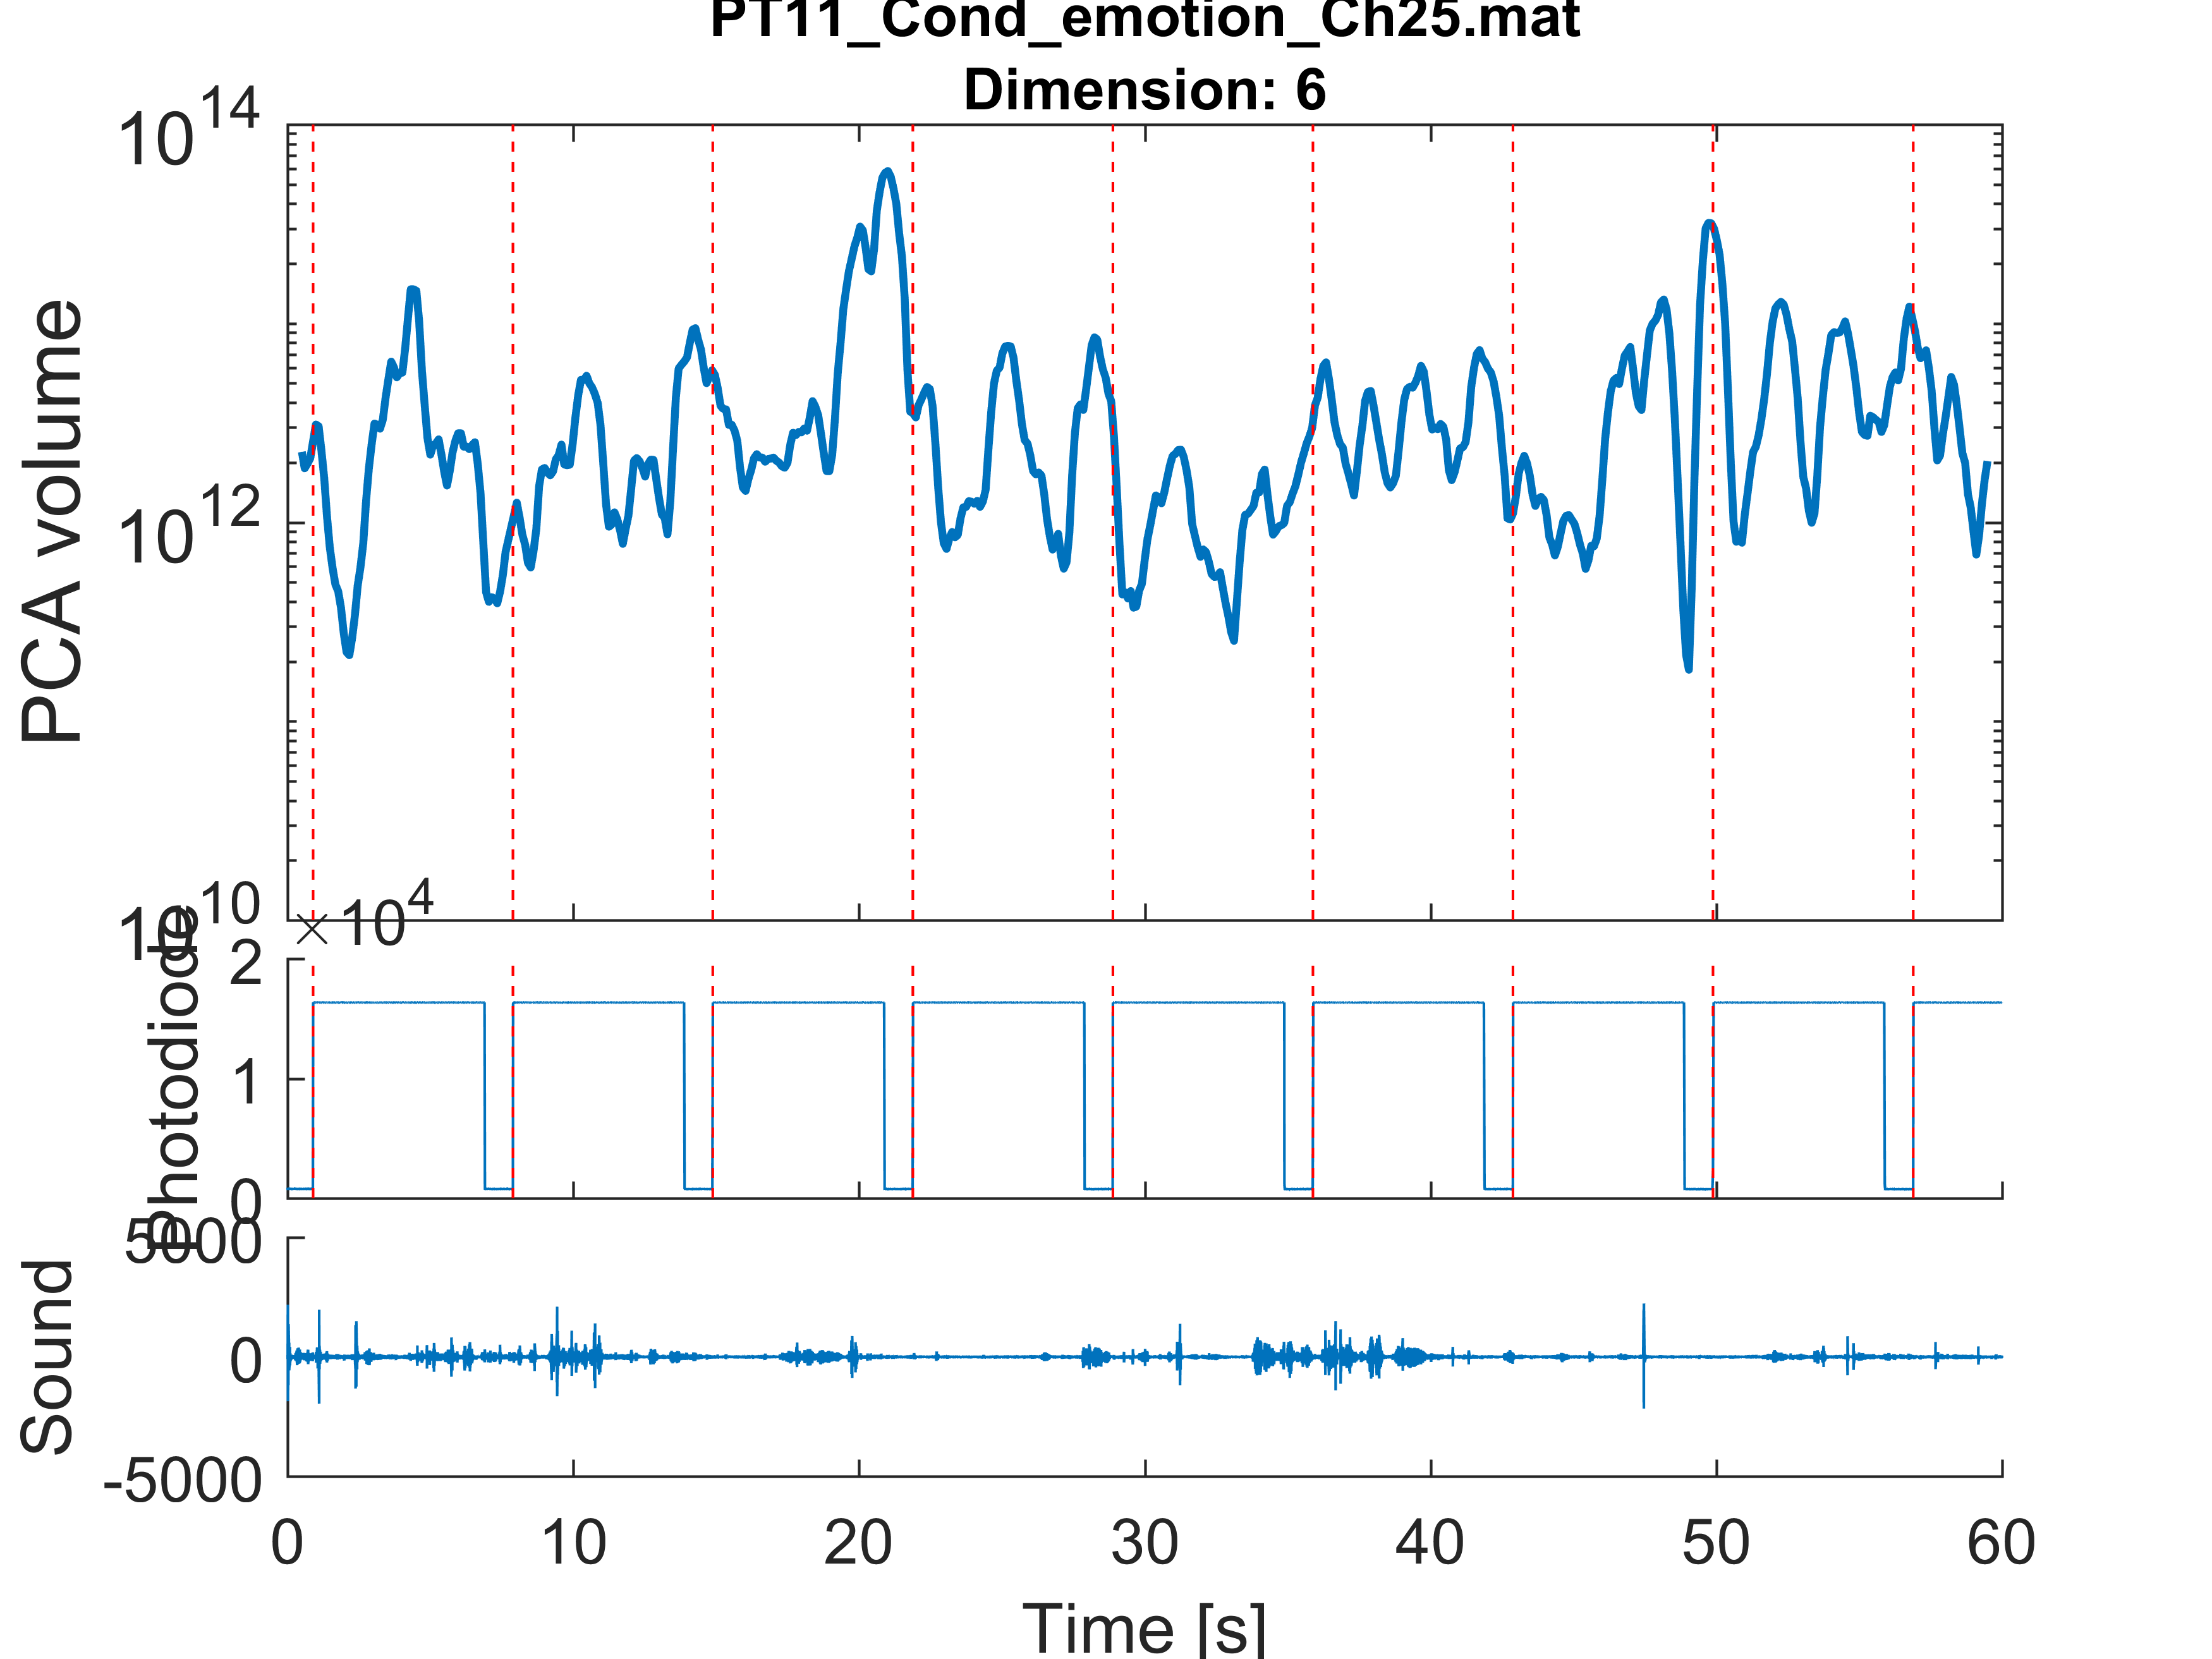 PT11_Cond_emotion_Ch25.mat
Dimension: 6
10^14
10^12
10^10
PCA volume
×10^4
2
1
0
Photodiode
5000
0
-5000
Sound
0 10 20 30 40 50 60
Time [s]